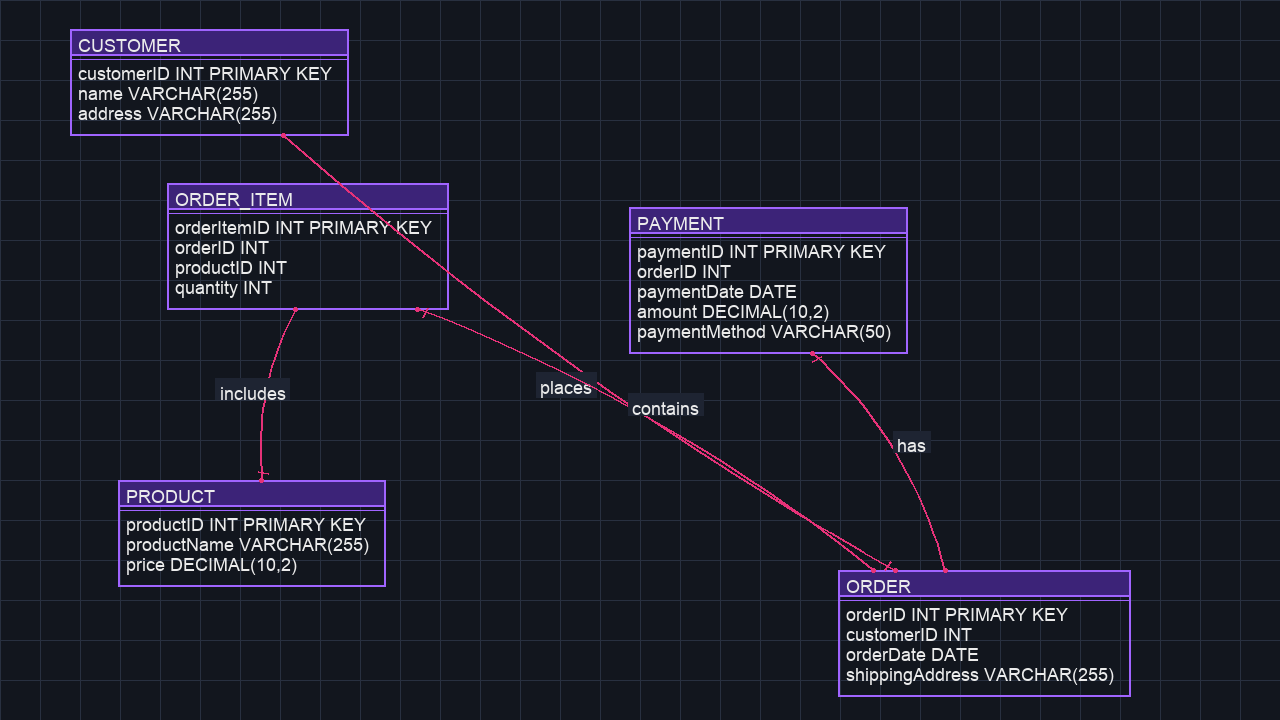 CUSTOMER
customerID INT PRIMARY KEY
name VARCHAR(255)
address VARCHAR(255)
ORDER_ITEM
orderItemID INT PRIMARY KEY
orderID INT
productID INT
quantity INT
PAYMENT
paymentID INT PRIMARY KEY
orderID INT
paymentDate DATE
amount DECIMAL(10,2)
paymentMethod VARCHAR(50)
includes
places
contains
has
PRODUCT
productID INT PRIMARY KEY
productName VARCHAR(255)
price DECIMAL(10,2)
ORDER
orderID INT PRIMARY KEY
customerID INT
orderDate DATE
shippingAddress VARCHAR(255)